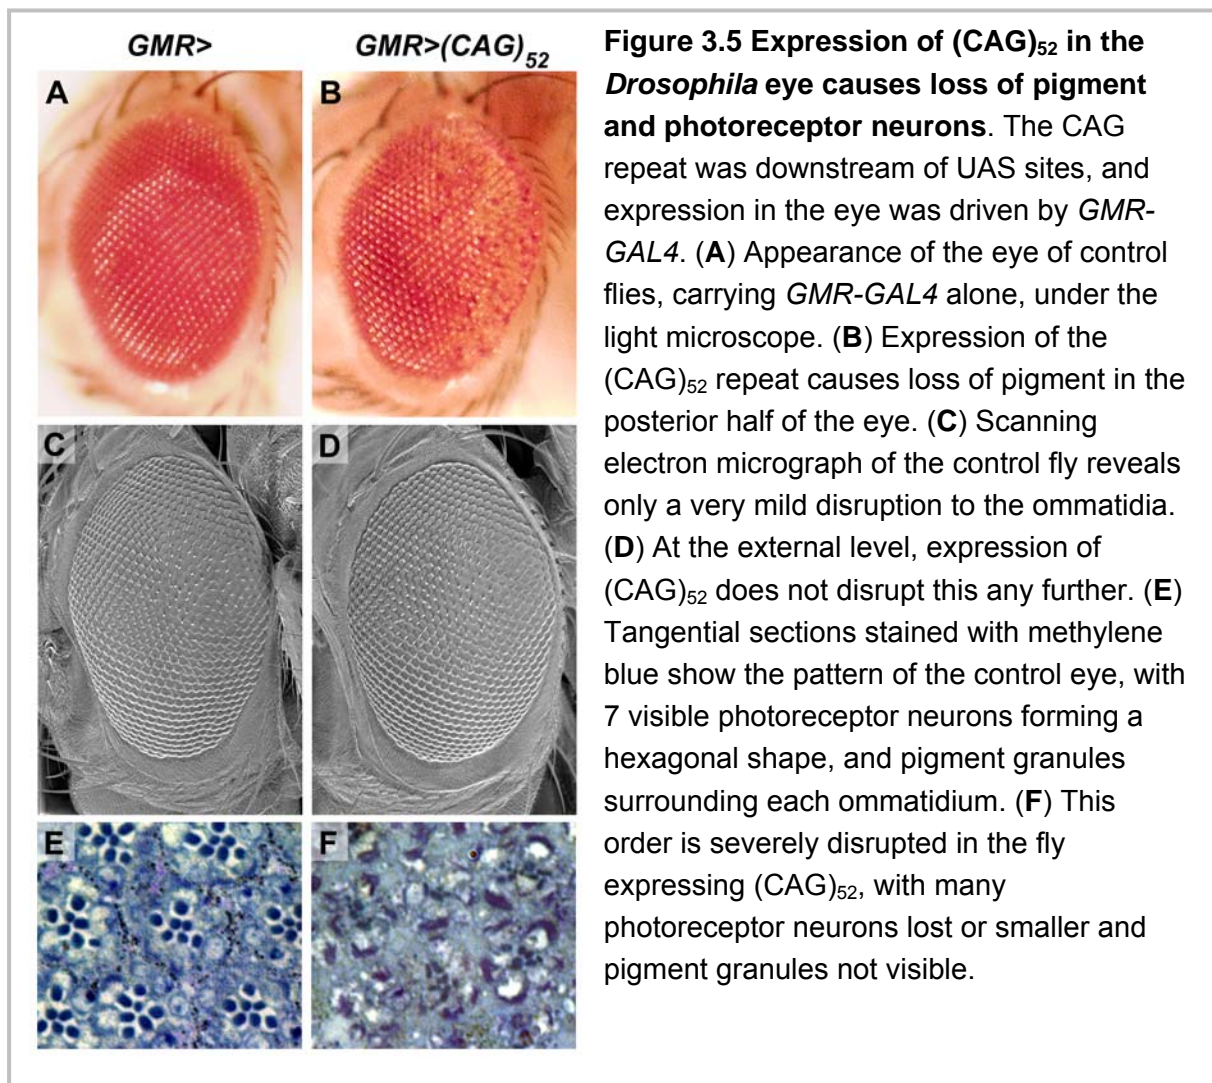 GMR>
GMR>(CAG)52
A
B
C
D
E
F
Figure 3.5 Expression of (CAG)52 in the
Drosophila eye causes loss of pigment
and photoreceptor neurons. The CAG
repeat was downstream of UAS sites, and
expression in the eye was driven by GMR-
GAL4. (A) Appearance of the eye of control
flies, carrying GMR-GAL4 alone, under the
light microscope. (B) Expression of the
(CAG)52 repeat causes loss of pigment in the
posterior half of the eye. (C) Scanning
electron micrograph of the control fly reveals
only a very mild disruption to the ommatidia.
(D) At the external level, expression of
(CAG)52 does not disrupt this any further. (E)
Tangential sections stained with methylene
blue show the pattern of the control eye, with
7 visible photoreceptor neurons forming a
hexagonal shape, and pigment granules
surrounding each ommatidium. (F) This
order is severely disrupted in the fly
expressing (CAG)52, with many
photoreceptor neurons lost or smaller and
pigment granules not visible.